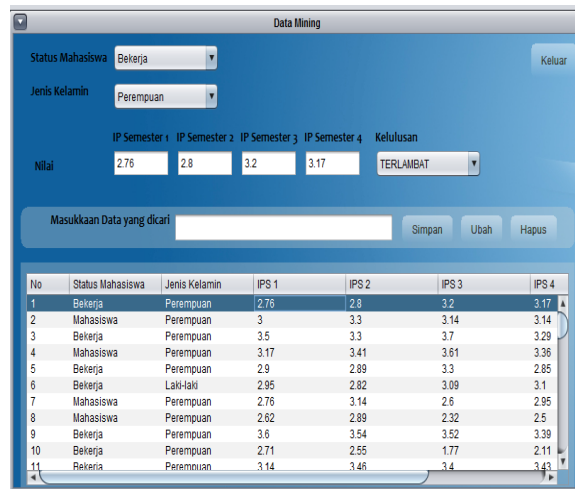 Data Mining
Status Mahasiswa Bekerja Keluar
Jenis Kelamin Perempuan
IP Semester 1 IP Semester 2 IP Semester 3 IP Semester 4 Kelulusan
Nilai 2.76 2.8 3.2 3.17 TERLAMBAT
Masukkaan Data yang dicari Simpan Ubah Hapus
No Status Mahasiswa Jenis Kelamin IPS 1 IPS 2 IPS 3 IPS 4
1 Bekerja Perempuan 2.76 2.8 3.2 3.17
2 Mahasiswa Perempuan 3 3.3 3.14 3.14
3 Bekerja Perempuan 3.5 3.3 3.7 3.29
4 Mahasiswa Perempuan 3.17 3.41 3.61 3.36
5 Bekerja Perempuan 2.9 2.89 3.3 2.85
6 Bekerja Laki-laki 2.95 2.82 3.09 3.1
7 Mahasiswa Perempuan 2.76 3.14 2.6 2.95
8 Mahasiswa Perempuan 2.62 2.89 2.32 2.5
9 Bekerja Perempuan 3.6 3.54 3.52 3.39
10 Bekerja Perempuan 2.71 2.55 1.77 2.11
11 Bekerja Perempuan 3.14 3.46 3.4 3.43